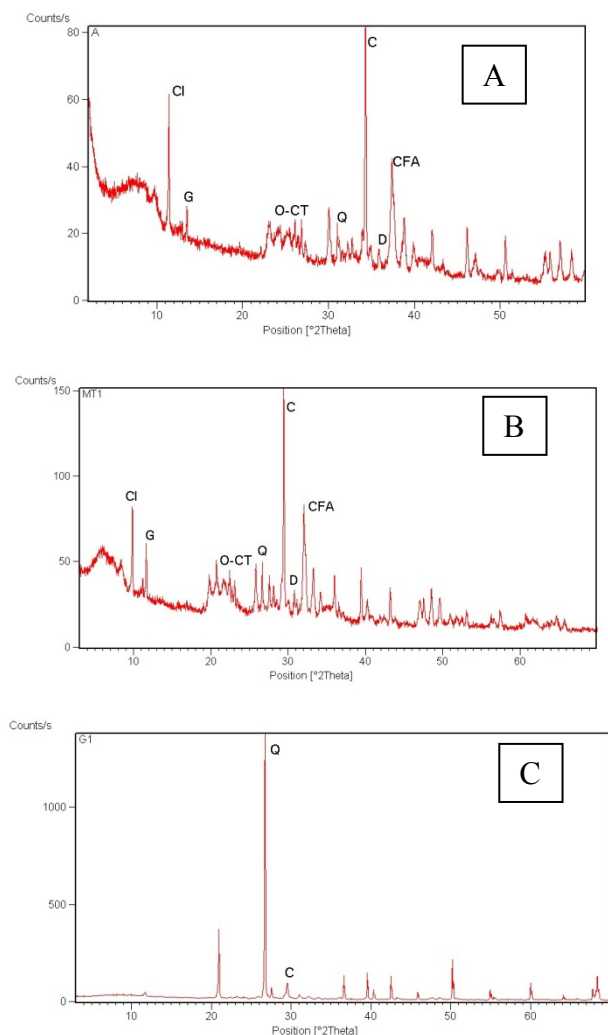 Counts/s
A
80
A
C
Cl
60
CFA
40
G
O-CT
Q
20
D
0
10
20
30
40
50
Position [°2Theta]
Counts/s
MT1
150
C
B
100
Cl
CFA
G
50
O-CT
Q
D
0
10
20
30
40
50
60
Position [°2Theta]
Counts/s
G1
Q
C
1000
500
C
0
10
20
30
40
50
60
Position [°2Theta]